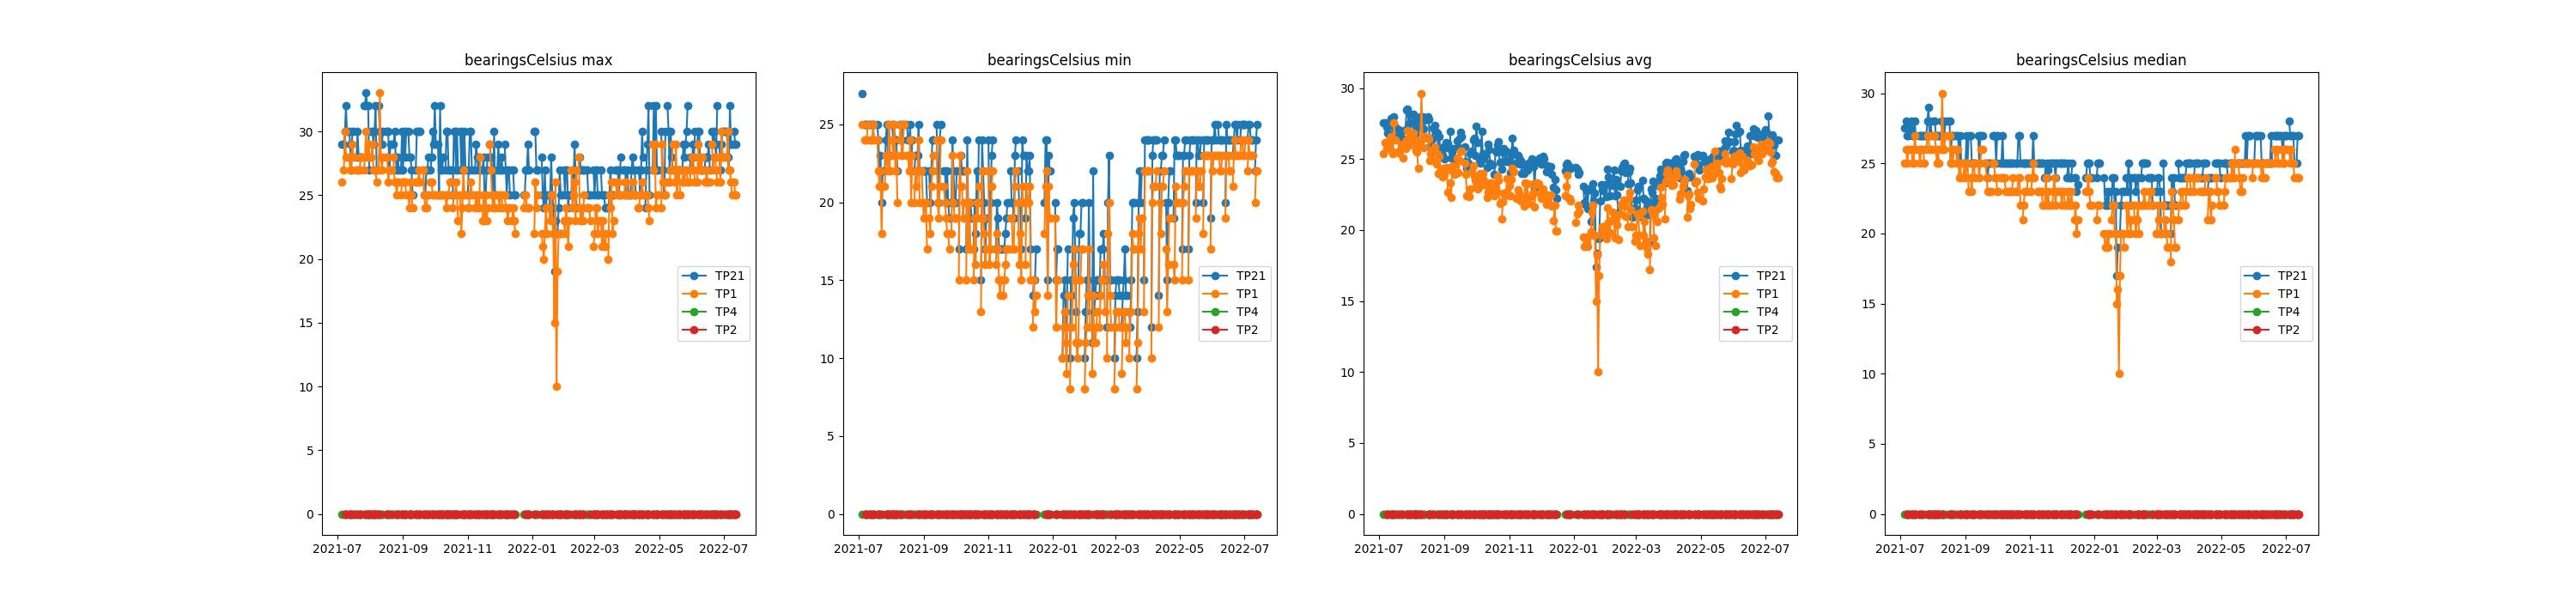 bearingsCelsius max
30
25
20
15
10
5
0
2021-07 2021-09 2021-11 2022-01 2022-03 2022-05 2022-07
TP21
TP1
TP4
TP2
bearingsCelsius min
25
20
15
10
5
0
2021-07 2021-09 2021-11 2022-01 2022-03 2022-05 2022-07
TP21
TP1
TP4
TP2
bearingsCelsius avg
30
25
20
15
10
5
0
2021-07 2021-09 2021-11 2022-01 2022-03 2022-05 2022-07
TP21
TP1
TP4
TP2
bearingsCelsius median
30
25
20
15
10
5
0
2021-07 2021-09 2021-11 2022-01 2022-03 2022-05 2022-07
TP21
TP1
TP4
TP2